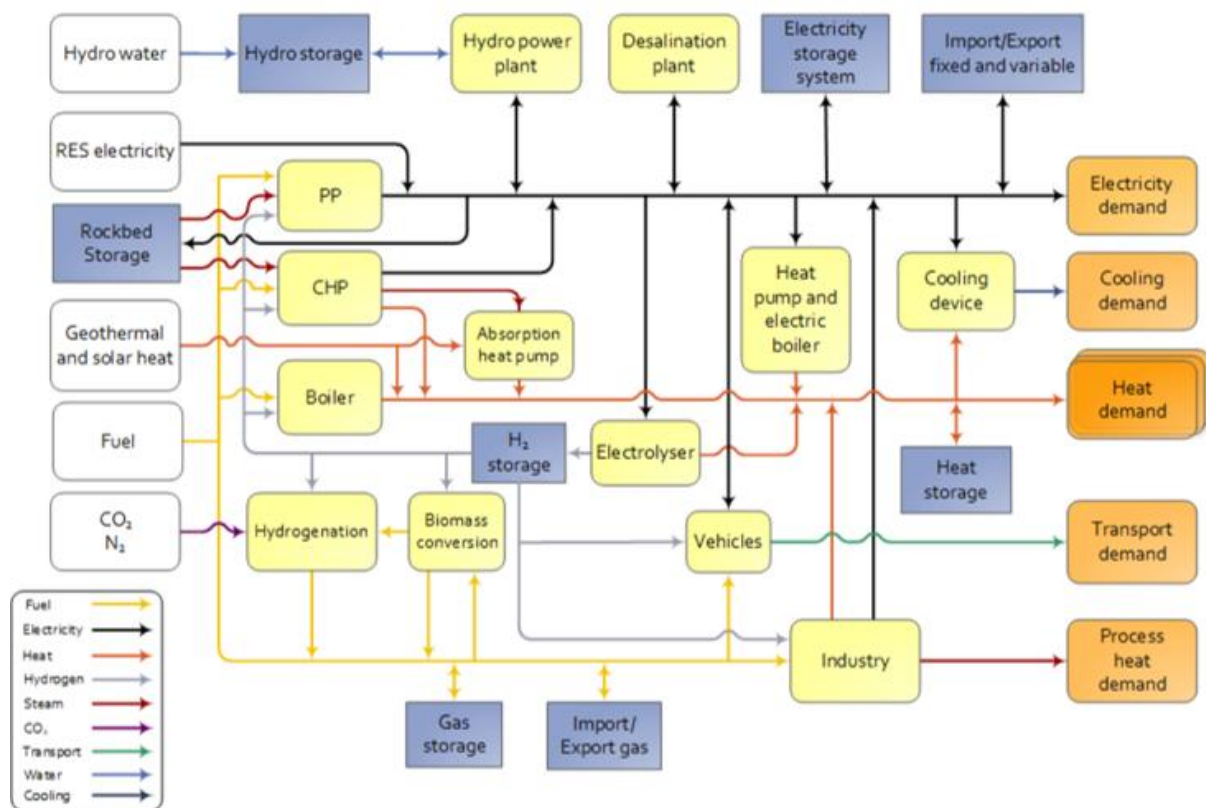 Hydro water
Hydro storage
Hydro power
plant
Desalination
plant
Electricity
storage
system
Import/Export
fixed and variable
RES electricity
PP
Electricity
demand
Rockbed
Storage
CHP
Heat
pump and
electric
boiler
Cooling
device
Cooling
demand
Geothermal
and solar heat
Absorption
heat pump
Boiler
Heat
demand
Fuel
H₂
storage
Electrolyser
Heat
storage
CO₂
N₂
Hydrogenation
Biomass
conversion
Vehicles
Transport
demand
Fuel
Electricity
Heat
Hydrogen
Steam
CO₂
Transport
Water
Cooling
Industry
Process
heat
demand
Gas
storage
Import/
Export gas